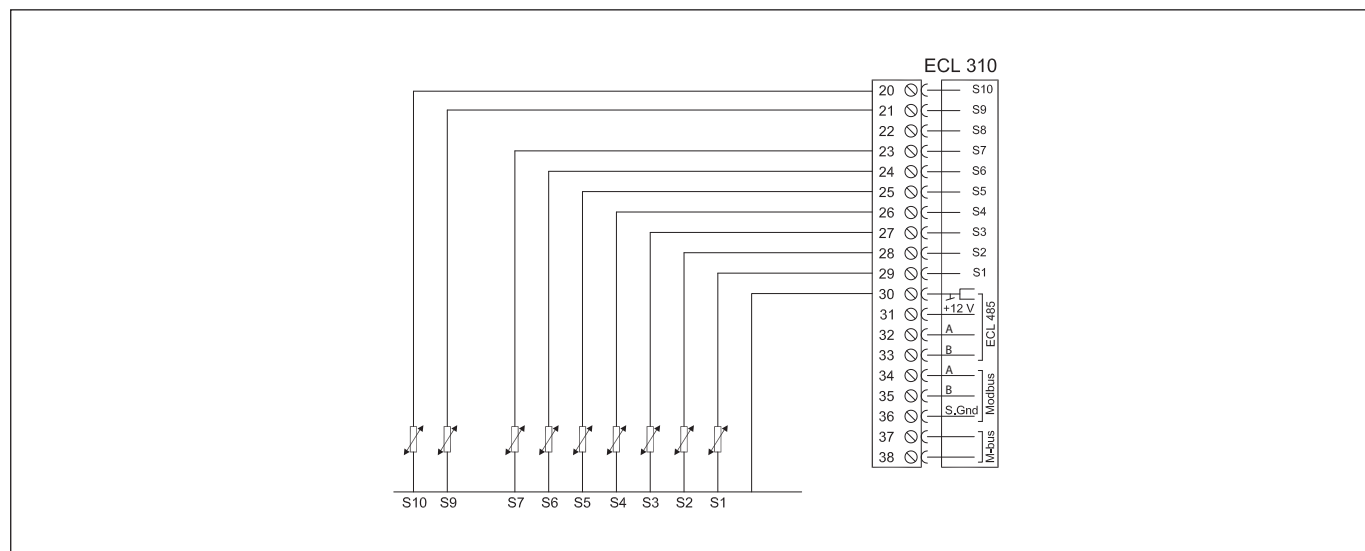 ECL 310
20 S10
21 S9
22 S8
23 S7
24 S6
25 S5
26 S4
27 S3
28 S2
29 S1
30
31 +12 V
32 A
33 B
ECL 485
34 A
35 B
36 S.Gnd
Modbus
37
38
M-bus
S10 S9 S7 S6 S5 S4 S3 S2 S1